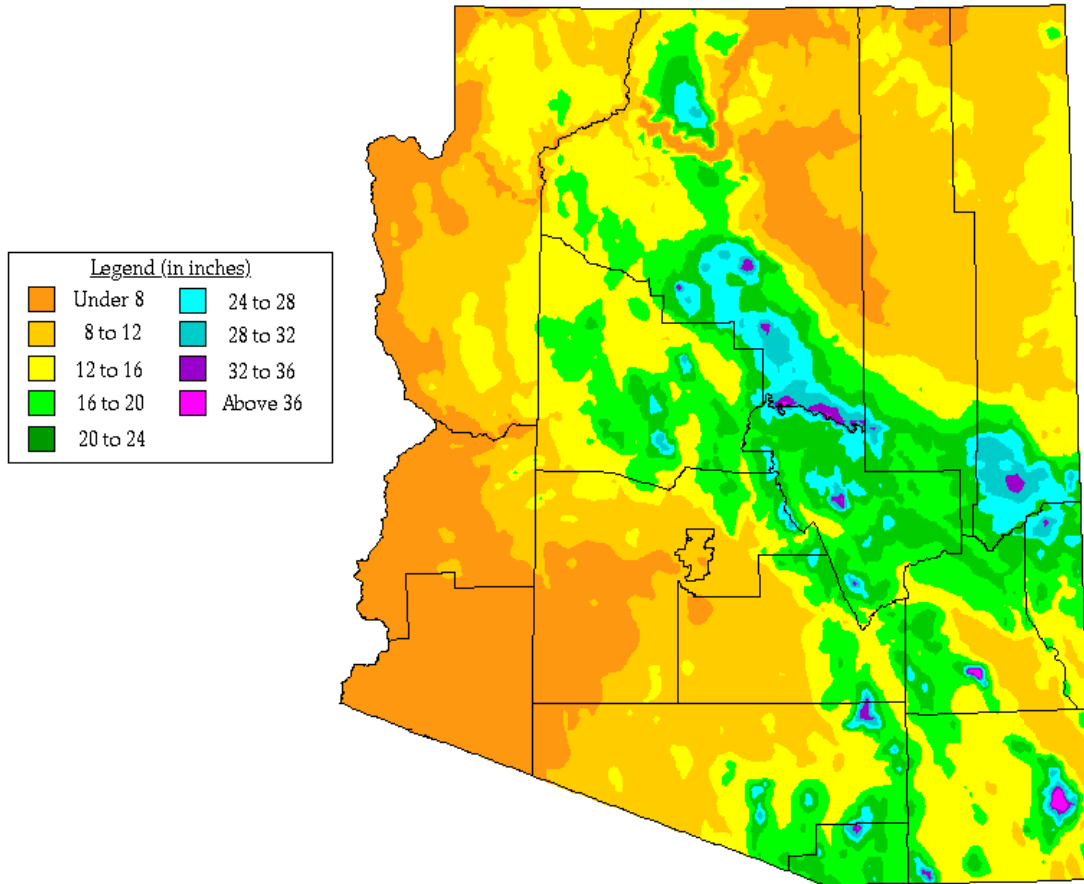 Legend (in inches)
Under 8
24 to 28
8 to 12
28 to 32
12 to 16
32 to 36
16 to 20
Above 36
20 to 24